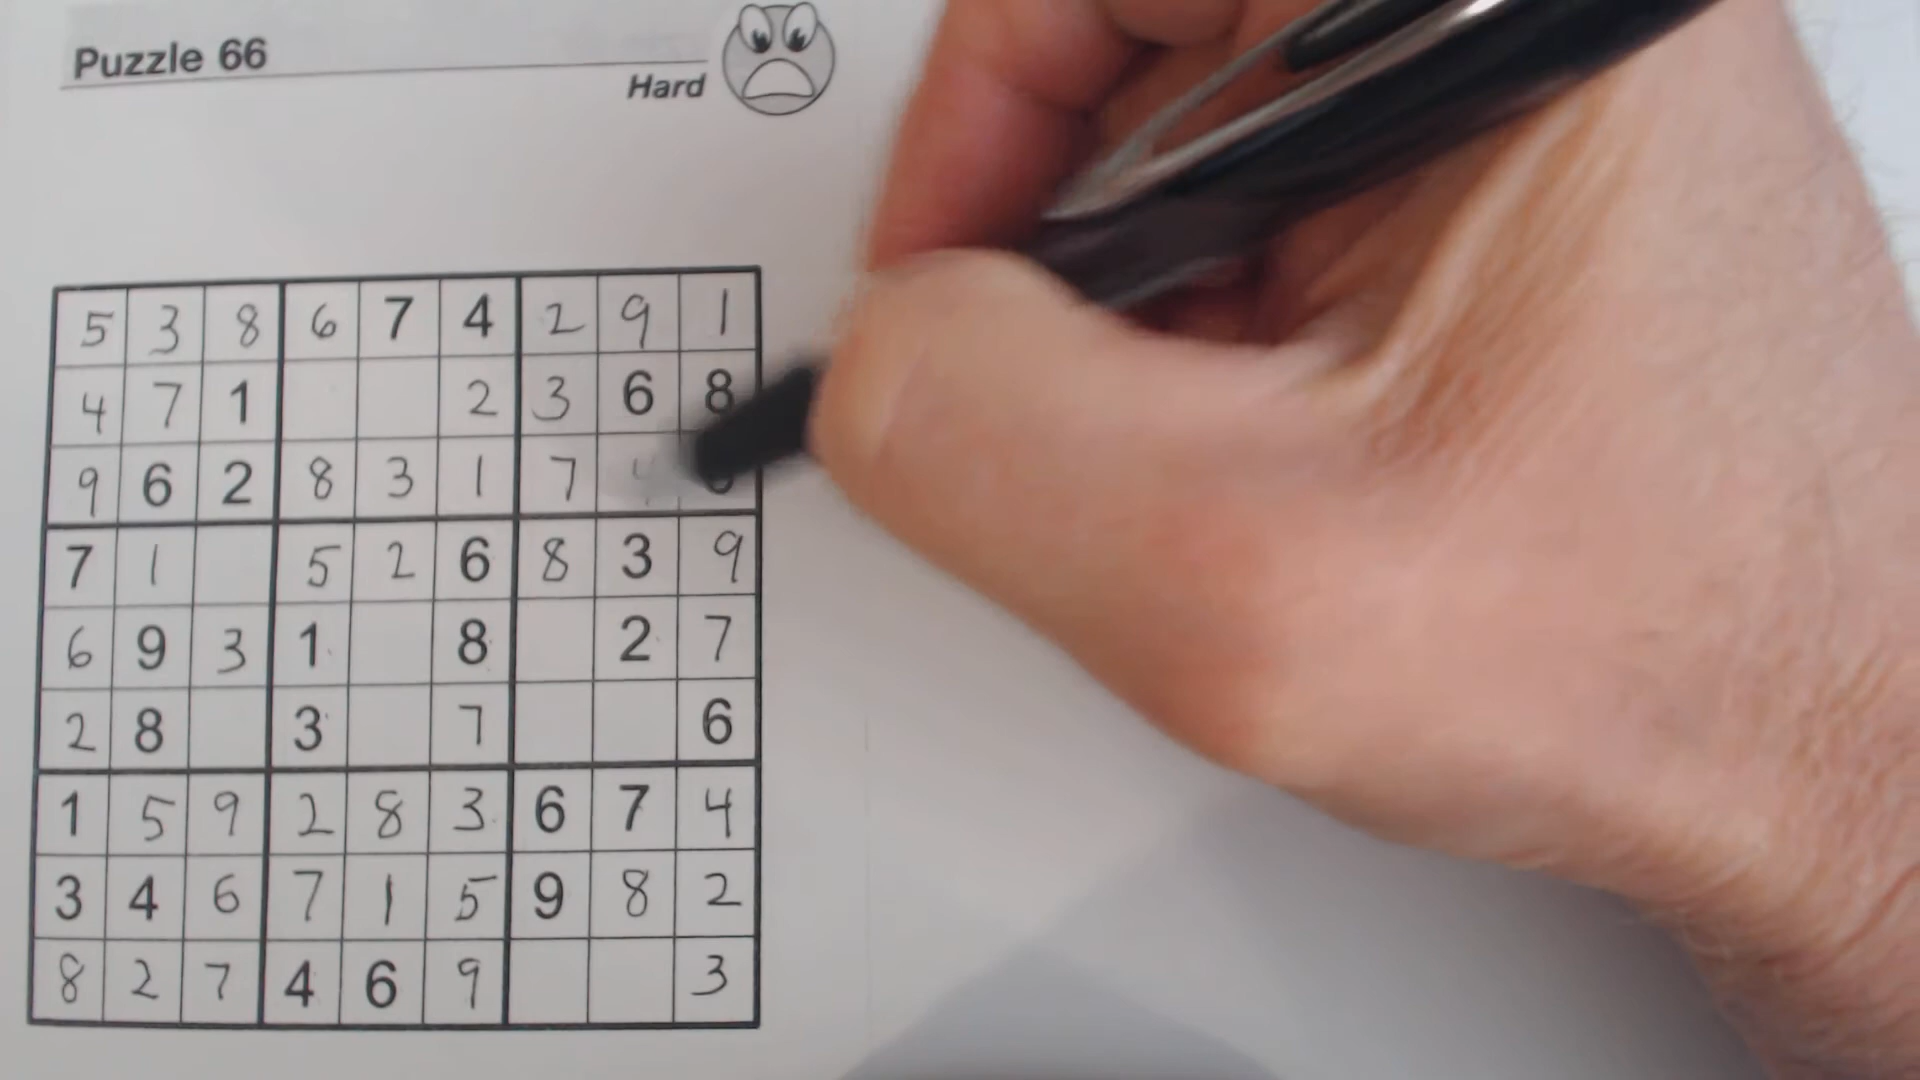 Puzzle 66
Hard
5 3 8 6 7 4 2 9 1
4 7 1 2 3 6 8
9 6 2 8 3 1 7 4
7 1 5 2 6 8 3 9
6 9 3 1 8 2 7
2 8 3 7 6
1 5 9 2 8 3 6 7 4
3 4 6 7 1 5 9 8 2
8 2 7 4 6 9 3